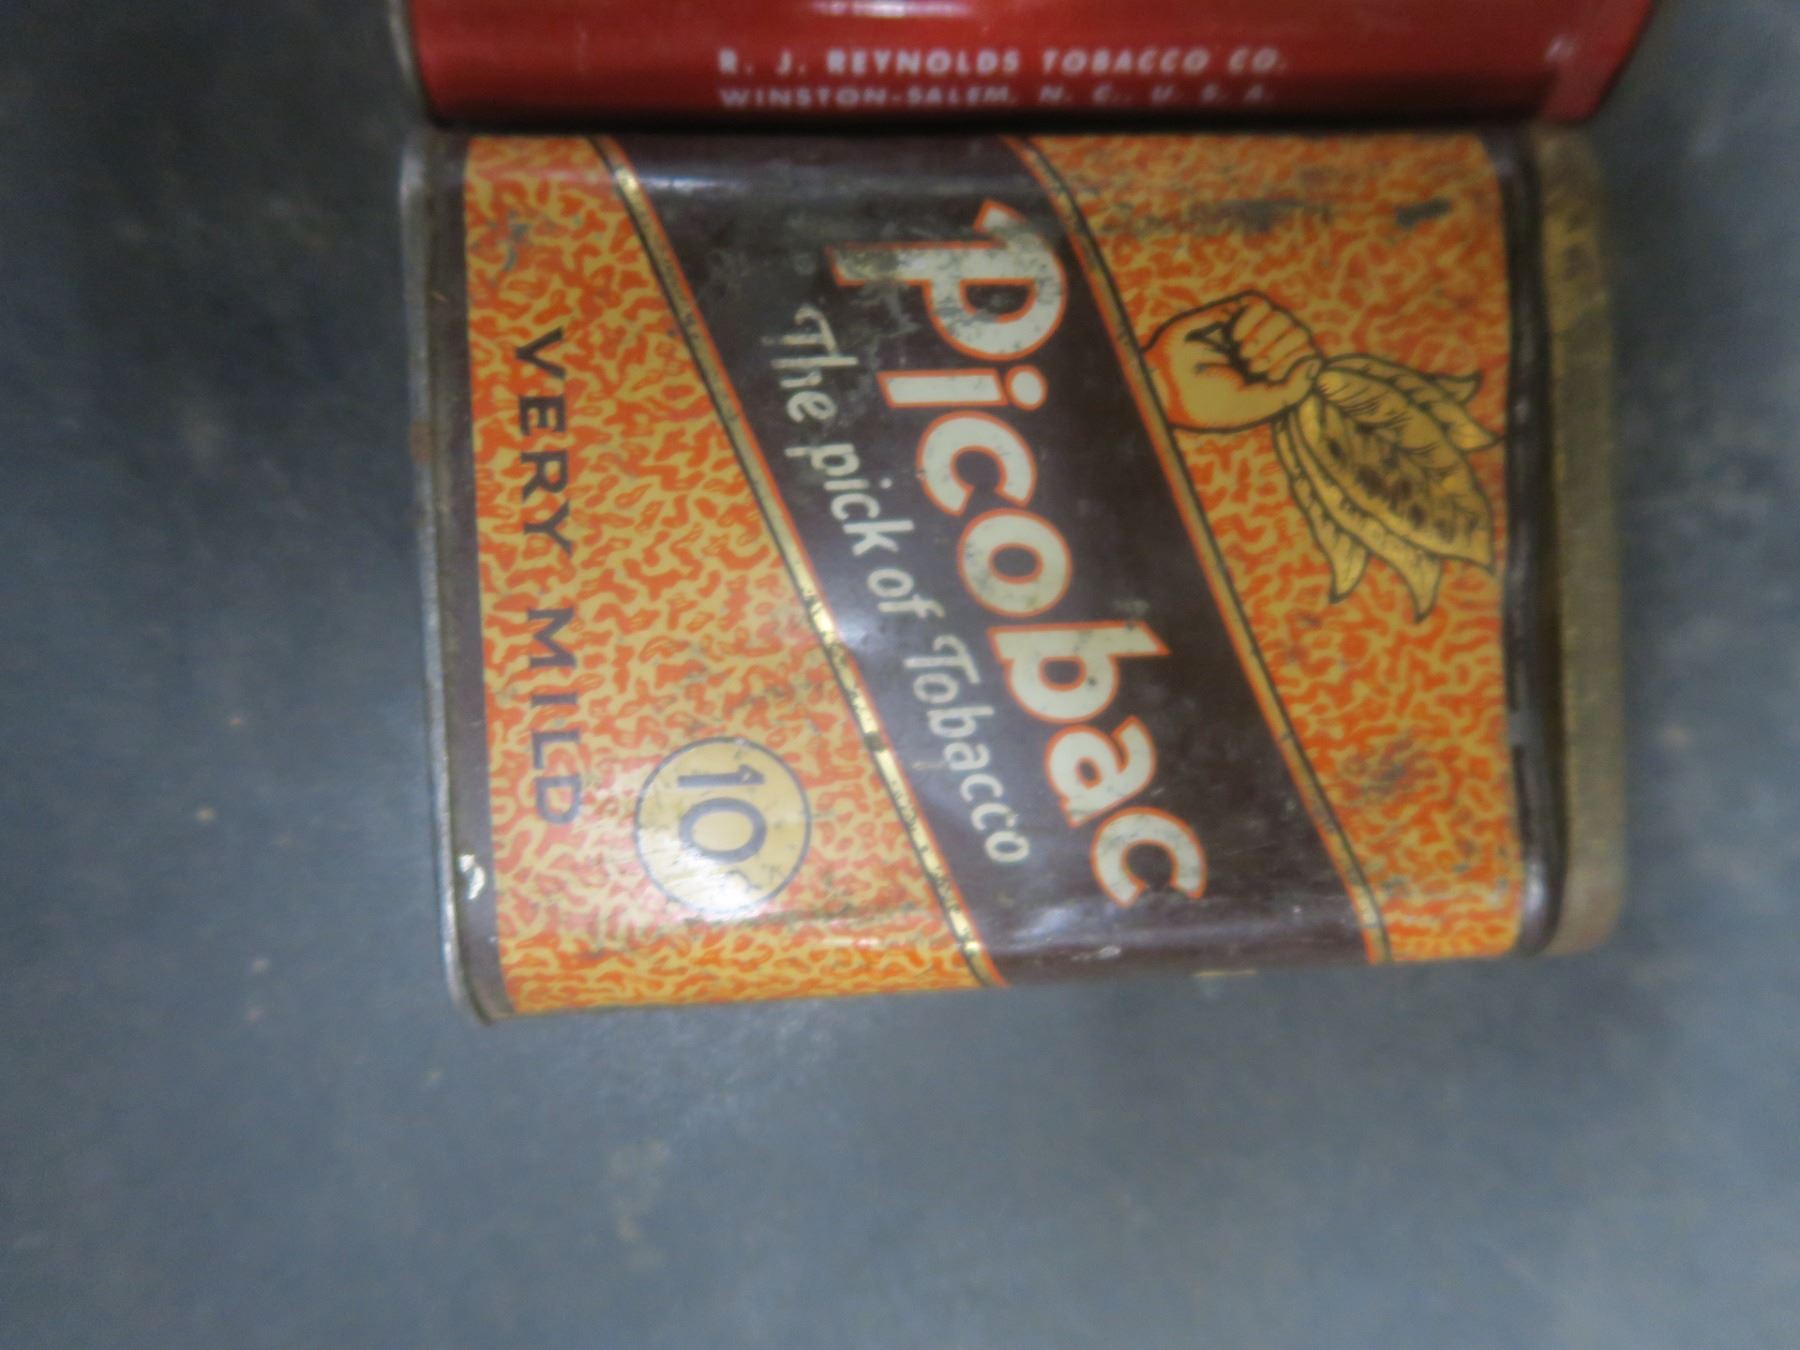 R. J. REYNOLDS TOBACCO CO.
WINSTON-SALEM, N. C., U. S. A.
Picobac
The pick of Tobacco
10¢
VERY MILD